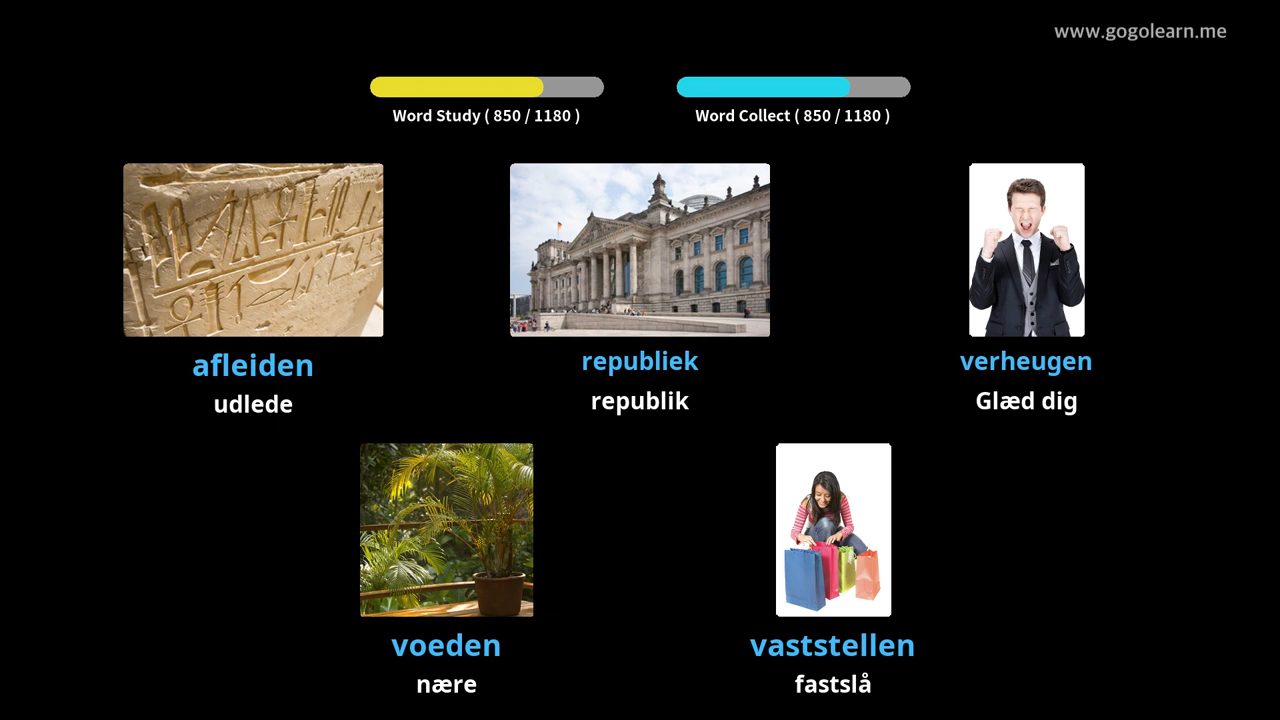 www.gogolearn.me
Word Study ( 850 / 1180 )
Word Collect ( 850 / 1180 )
afleiden
udlede
republiek
republik
verheugen
Glæd dig
voeden
nære
vaststellen
fastslå